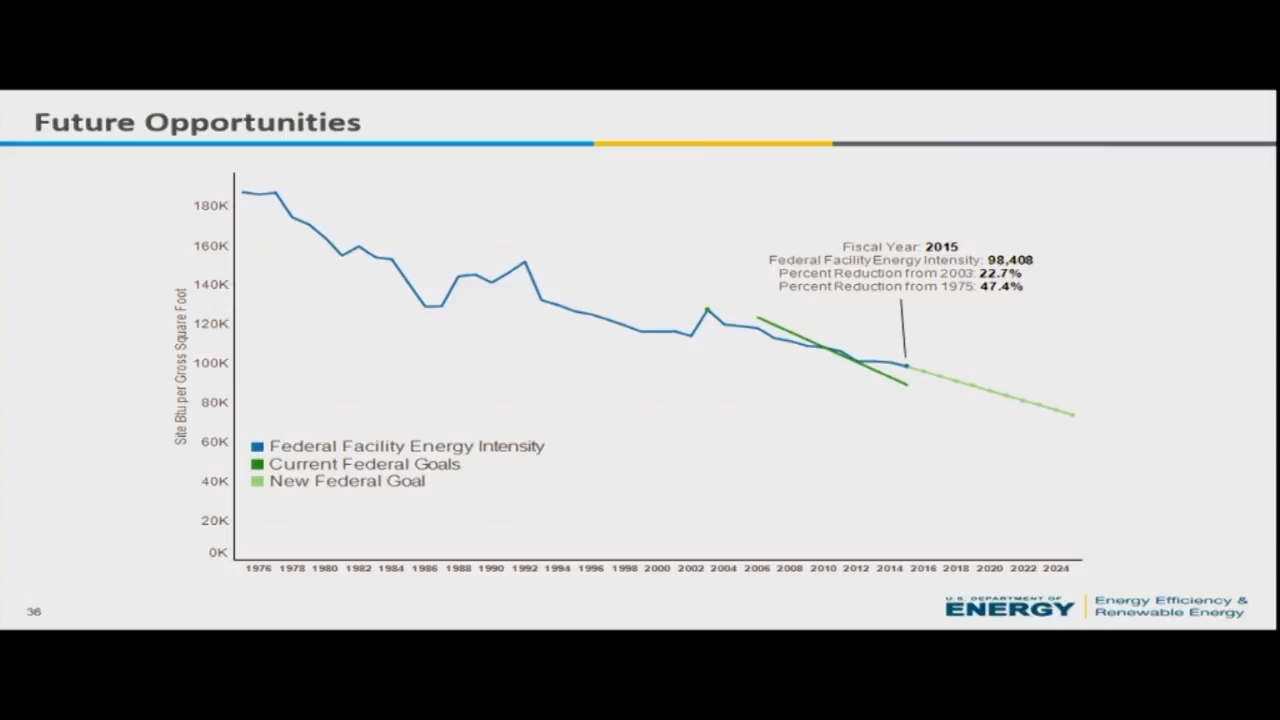 Future Opportunities
180K
160K
140K
120K
100K
80K
60K
40K
20K
0K
Site Btu per Gross Square Foot
Fiscal Year: 2015
Federal Facility Energy Intensity: 98,408
Percent Reduction from 2003: 22.7%
Percent Reduction from 1975: 47.4%
Federal Facility Energy Intensity
Current Federal Goals
New Federal Goal
1976 1978 1980 1982 1984 1986 1988 1990 1992 1994 1996 1998 2000 2002 2004 2006 2008 2010 2012 2014 2016 2018 2020 2022 2024
36
U.S. DEPARTMENT OF
ENERGY
Energy Efficiency &
Renewable Energy